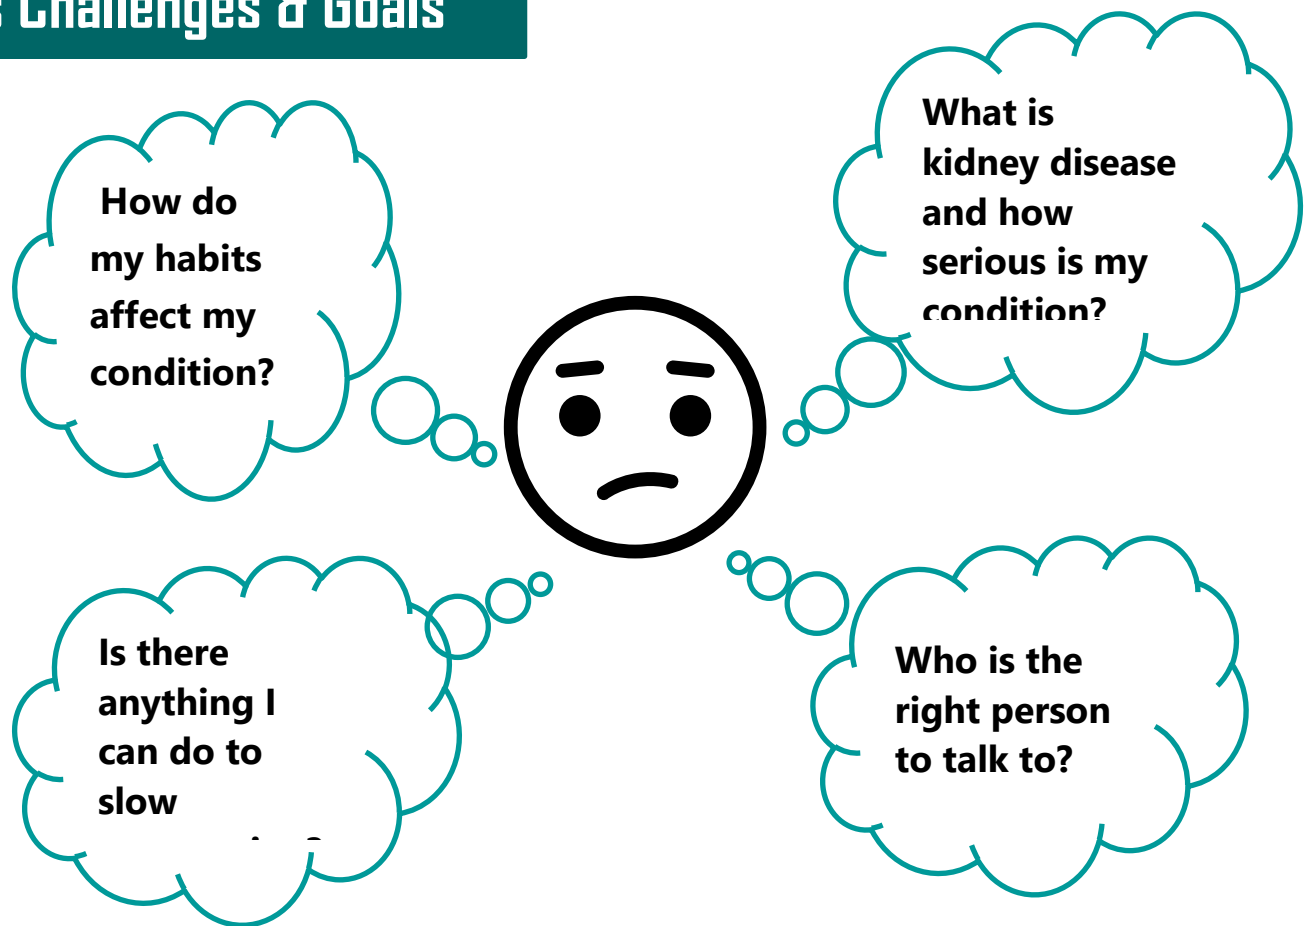 Challenges & Goals
How do
my habits
affect my
condition?
What is
kidney disease
and how
serious is my
condition?
Is there
anything I
can do to
slow
Who is the
right person
to talk to?